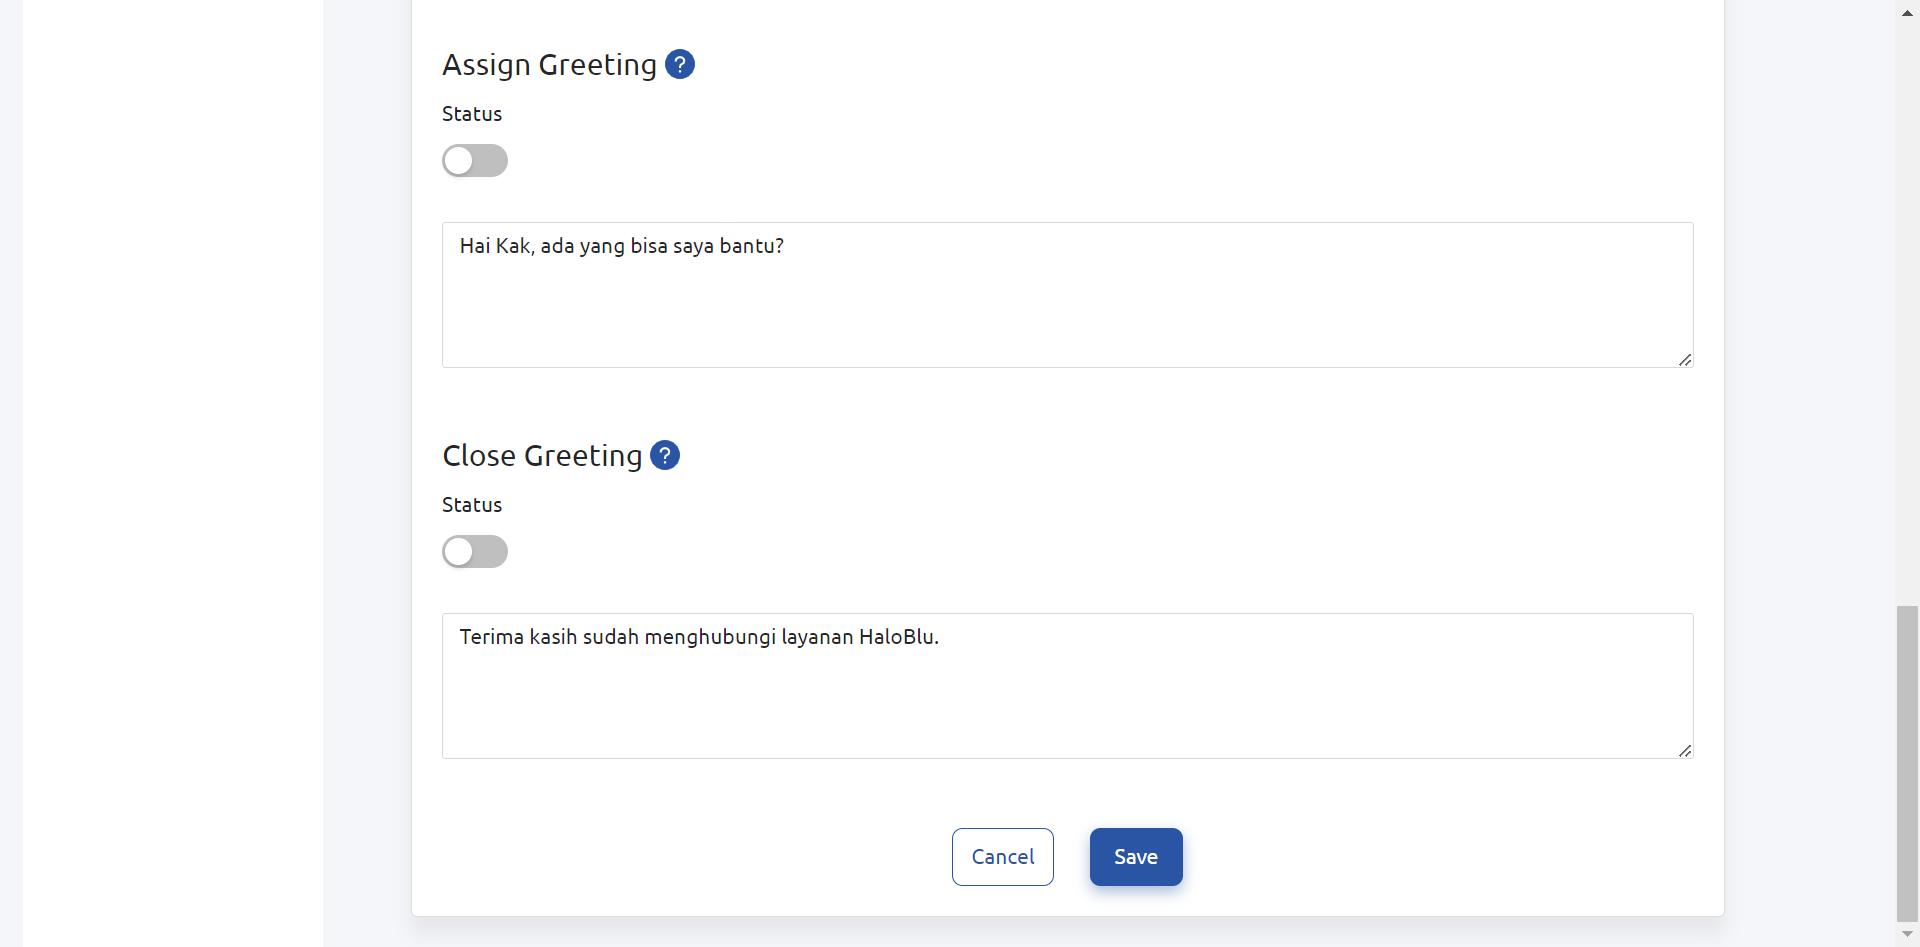 Assign Greeting ?
Status
Hai Kak, ada yang bisa saya bantu?
Close Greeting ?
Status
Terima kasih sudah menghubungi layanan HaloBlu.
Cancel Save